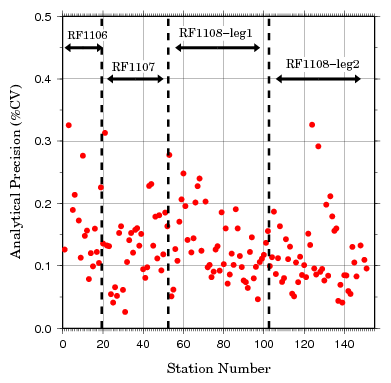 0.5
RF1106
RF1108-leg1
RF1107
RF1108-leg2
0.4
0.3
0.2
0.1
0.0
Analytical Precision (%CV)
0 20 40 60 80 100 120 140
Station Number